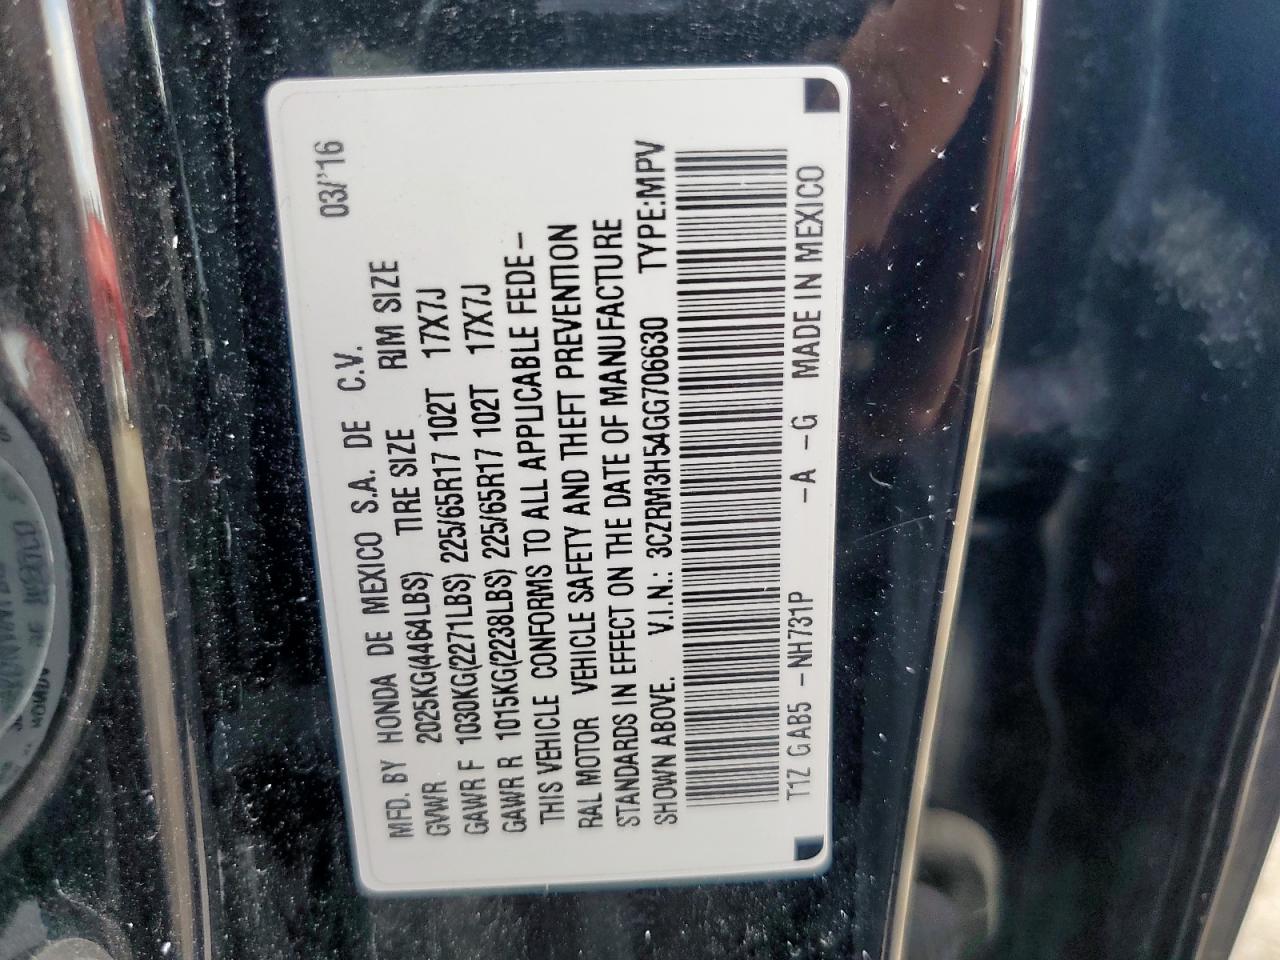 03/'16
MFD. BY HONDA DE MEXICO S.A. DE C.V.
GVWR 2025KG(4464LBS) TIRE SIZE RIM SIZE
GAWR F 1030KG(2271LBS) 225/65R17 102T 17X7J
GAWR R 1015KG(2238LBS) 225/65R17 102T 17X7J
THIS VEHICLE CONFORMS TO ALL APPLICABLE FEDE-
RAL MOTOR VEHICLE SAFETY AND THEFT PREVENTION
STANDARDS IN EFFECT ON THE DATE OF MANUFACTURE
SHOWN ABOVE. V.I.N.: 3CZRM3H54GG706630 TYPE:MPV
T1Z GAB5 -NH731P -A -G MADE IN MEXICO